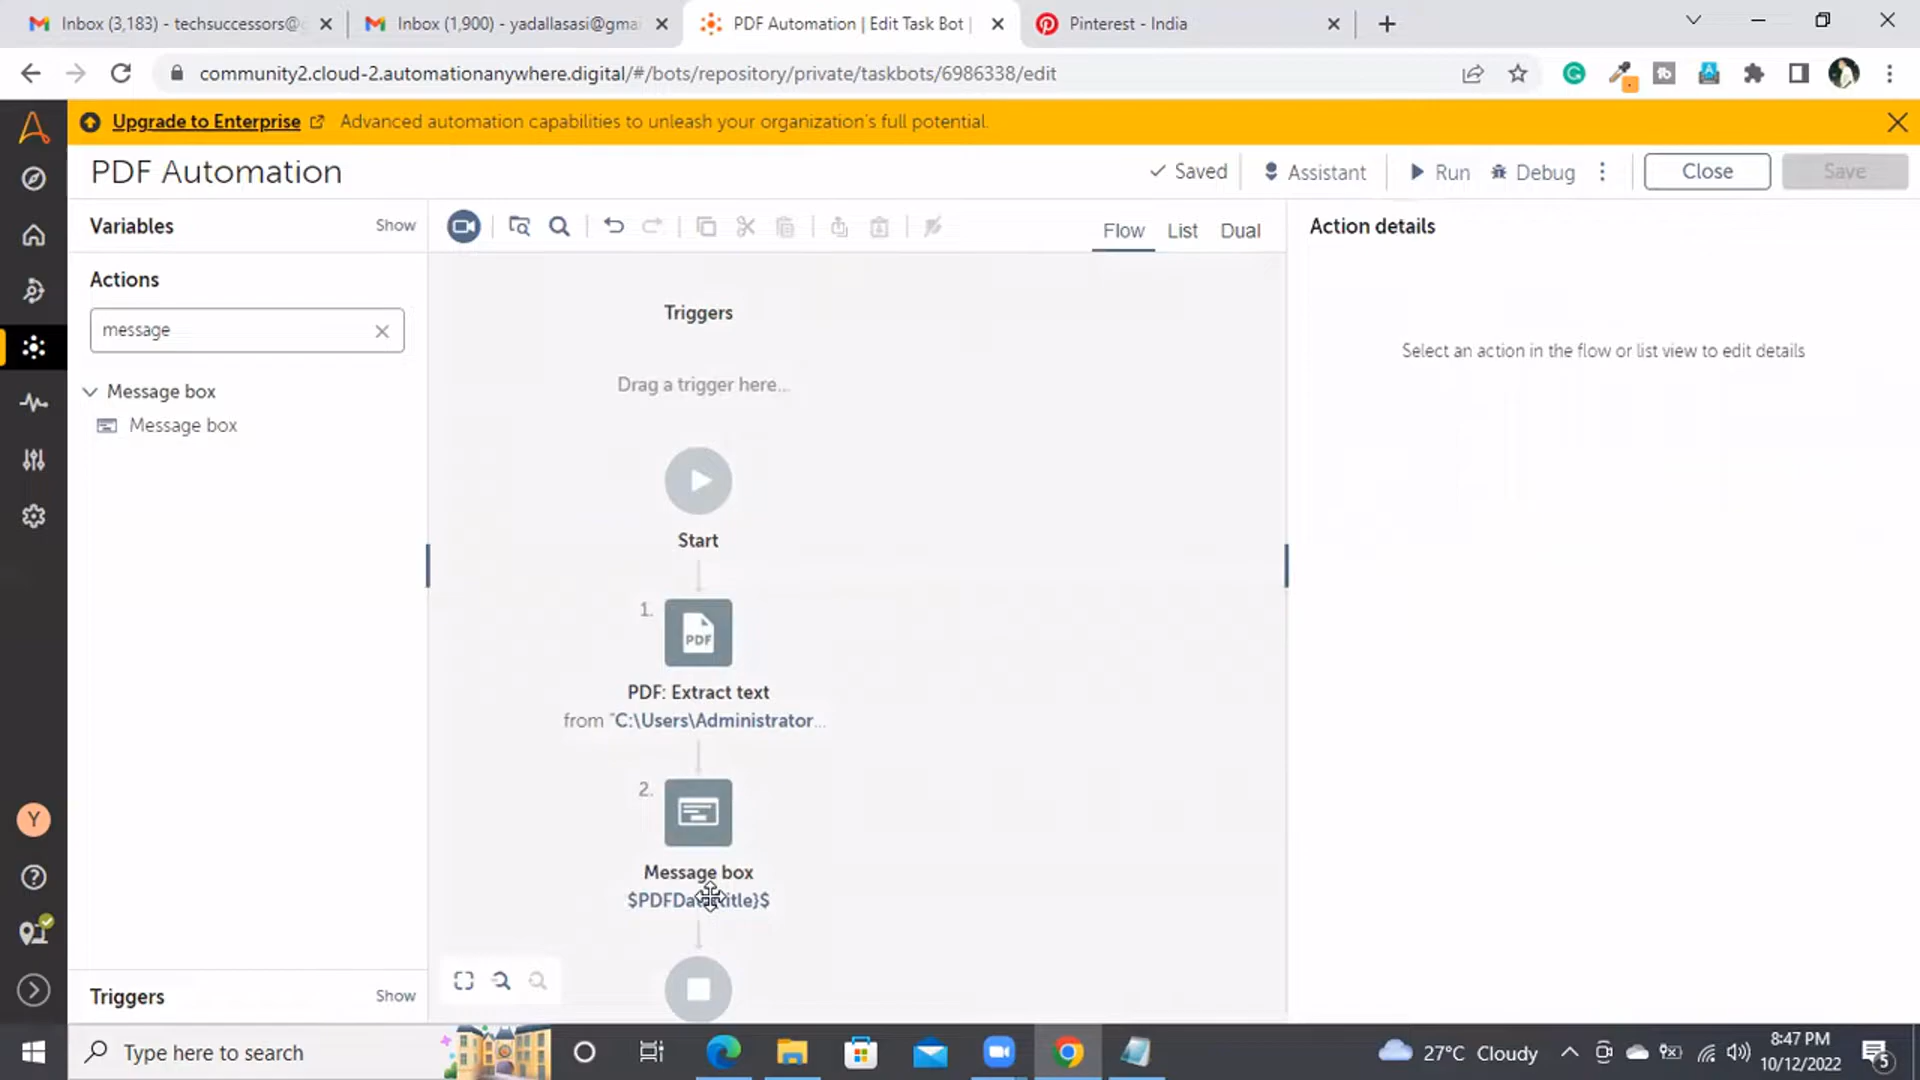 Inbox (3,183) - techsuccessors@
Inbox (1,900) - yadallasasi@gmai
PDF Automation | Edit Task Bot |
Pinterest - India
community2.cloud-2.automationanywhere.digital/#/bots/repository/private/taskbots/6986338/edit
Upgrade to Enterprise Advanced automation capabilities to unleash your organization's full potential.
PDF Automation
Saved
Assistant
Run
Debug
Close
Save
Variables
Show
Flow
List
Dual
Action details
Actions
message
Message box
Message box
Triggers
Drag a trigger here...
Select an action in the flow or list view to edit details
Start
1.
PDF
PDF: Extract text
from "C:\Users\Administrator...
2.
Message box
Y
Triggers
Show
Type here to search
27°C Cloudy
8:47 PM
10/12/2022
5